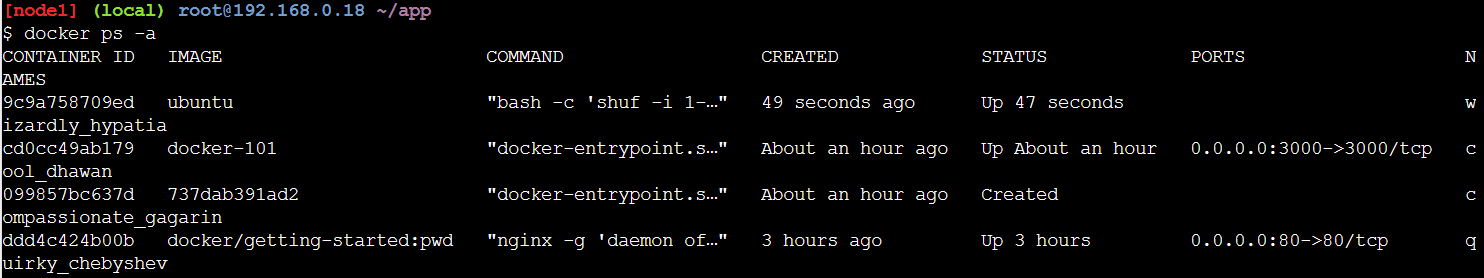 [node1] (local) root@192.168.0.18 ~/app
$ docker ps -a
CONTAINER ID   IMAGE                        COMMAND                  CREATED             STATUS             PORTS                    N
AMES
9c9a758709ed   ubuntu                       "bash -c 'shuf -i 1-…"   49 seconds ago      Up 47 seconds                               w
izardly_hypatia
cd0cc49ab179   docker-101                   "docker-entrypoint.s…"   About an hour ago   Up About an hour   0.0.0.0:3000->3000/tcp   c
ool_dhawan
099857bc637d   737dab391ad2                 "docker-entrypoint.s…"   About an hour ago   Created                                     c
ompassionate_gagarin
ddd4c424b00b   docker/getting-started:pwd   "nginx -g 'daemon of…"   3 hours ago         Up 3 hours         0.0.0.0:80->80/tcp       q
uirky_chebyshev